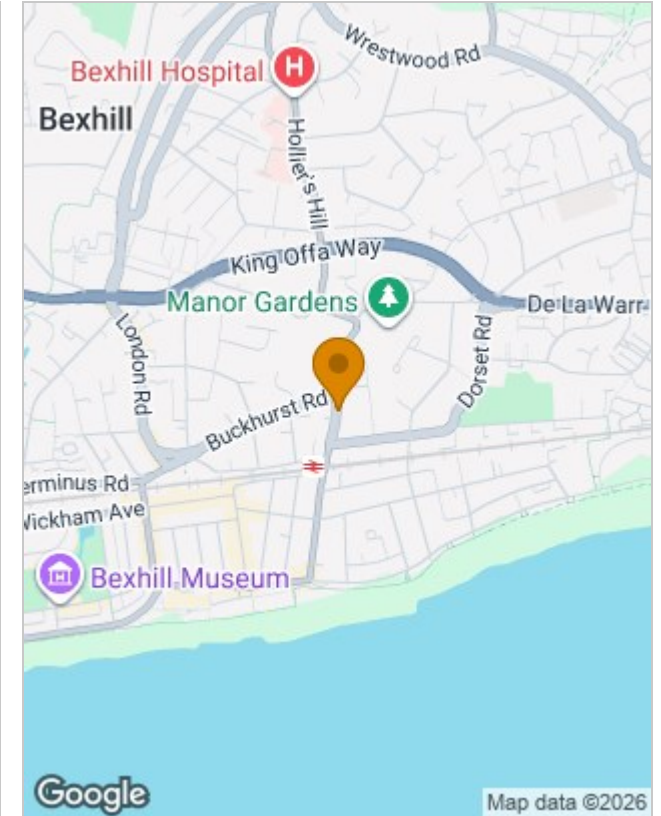 Wrestwood Rd
Bexhill Hospital
H
Bexhill
Hollier's Hill
King Offa Way
Manor Gardens
De La Warr
London Rd
Dorset Rd
Buckhurst Rd
erminus Rd
Wickham Ave
Bexhill Museum
Google
Map data ©2026